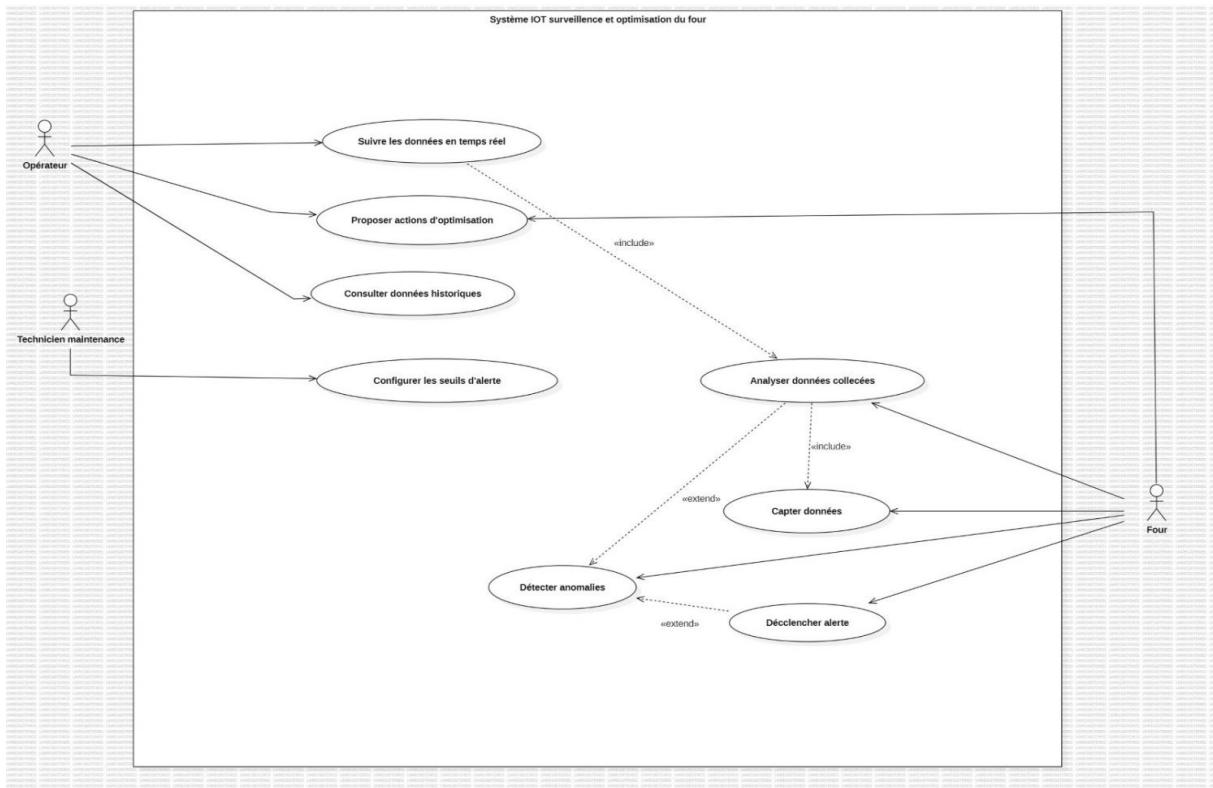 Système IOT surveillance et optimisation du four
Suivre les données en temps réel
Opérateur
Proposer actions d'optimisation
«include»
Consulter données historiques
Technicien maintenance
Configurer les seuils d'alerte
Analyser données collecées
«include»
«extend»
Capter données
Four
Détecter anomalies
«extend»
Décclencher alerte